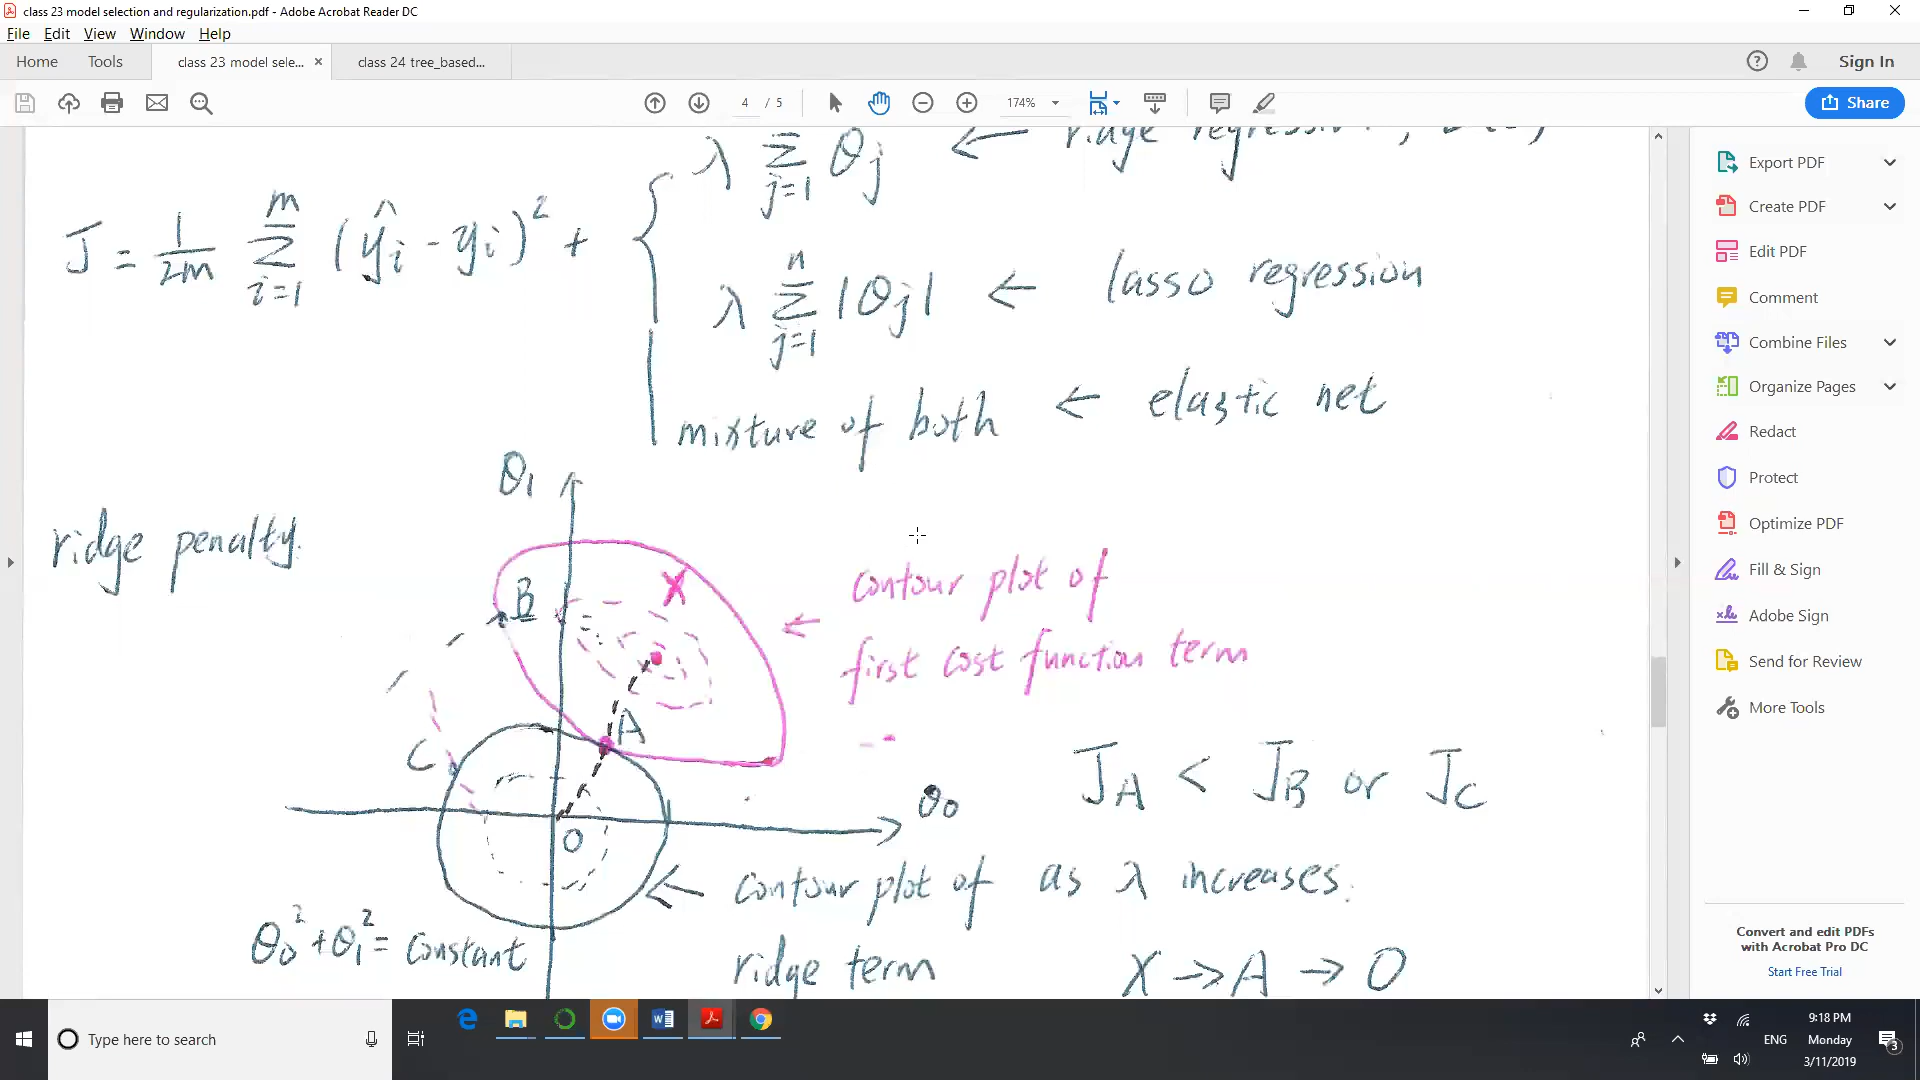 class 23 model selection and regularization.pdf - Adobe Acrobat Reader DC
File Edit View Window Help
Home Tools class 23 model sele... × class 24 tree_based...
Sign In
4 / 5 174%
Share
λ Σ j=1 θj ← ridge regression,
J = 1/2m Σ i=1 m (ŷi - yi)² +
λ Σ j=1 n |θj| ← lasso regression
mixture of both ← elastic net
θ1
ridge penalty.
B X
← contour plot of
first cost function term
A
C
θ0
JA < JB or JC
O
← contour plot of
ridge term
as λ increases.
X → A → O
θ0² + θ1² = constant
Export PDF
Create PDF
Edit PDF
Comment
Combine Files
Organize Pages
Redact
Protect
Optimize PDF
Fill & Sign
Adobe Sign
Send for Review
More Tools
Convert and edit PDFs
with Acrobat Pro DC
Start Free Trial
Type here to search
ENG
9:18 PM
Monday
3/11/2019
3